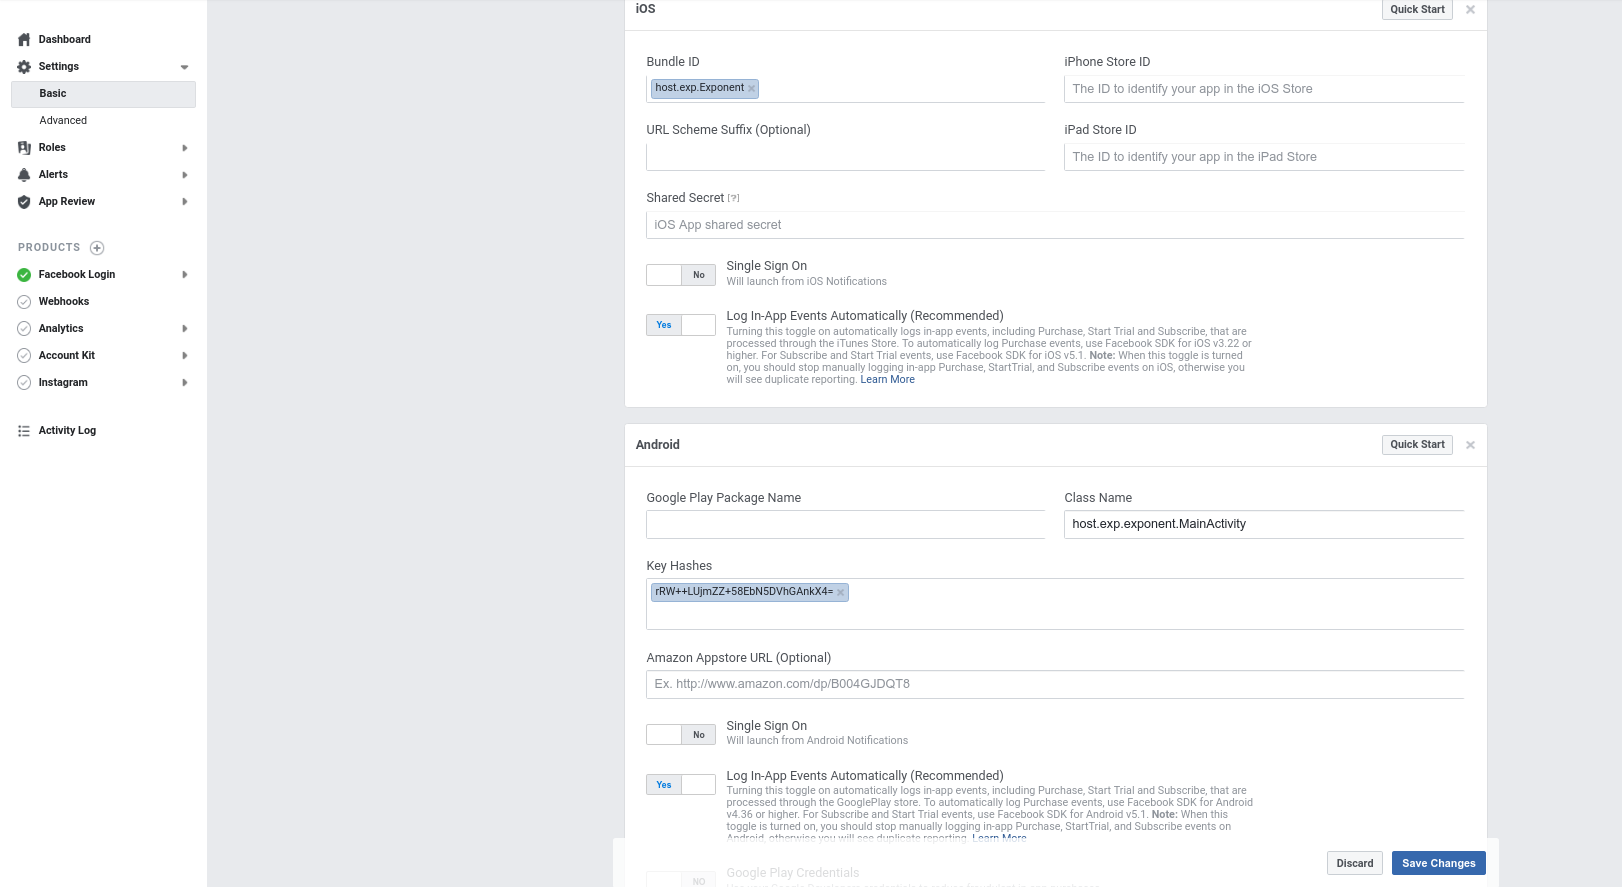 Dashboard
Settings
Basic
Advanced
Roles
Alerts
App Review
PRODUCTS
Facebook Login
Webhooks
Analytics
Account Kit
Instagram
Activity Log
iOS
Quick Start
Bundle ID
iPhone Store ID
host.exp.Exponent ×
The ID to identify your app in the iOS Store
URL Scheme Suffix (Optional)
iPad Store ID
The ID to identify your app in the iPad Store
Shared Secret [?]
iOS App shared secret
Single Sign On
No
Will launch from iOS Notifications
Log In-App Events Automatically (Recommended)
Yes
Turning this toggle on automatically logs in-app events, including Purchase, Start Trial and Subscribe, that are
processed through the iTunes Store. To automatically log Purchase events, use Facebook SDK for iOS v3.22 or
higher. For Subscribe and Start Trial events, use Facebook SDK for iOS v5.1. Note: When this toggle is turned
on, you should stop manually logging in-app Purchase, StartTrial, and Subscribe events on iOS, otherwise you
will see duplicate reporting. Learn More
Android
Quick Start
Google Play Package Name
Class Name
host.exp.exponent.MainActivity
Key Hashes
rRW++LUjmZZ+58EbN5DVhGAnkX4= ×
Amazon Appstore URL (Optional)
Ex. http://www.amazon.com/dp/B004GJDQT8
Single Sign On
No
Will launch from Android Notifications
Log In-App Events Automatically (Recommended)
Yes
Turning this toggle on automatically logs in-app events, including Purchase, Start Trial and Subscribe, that are
processed through the GooglePlay store. To automatically log Purchase events, use Facebook SDK for Android
v4.36 or higher. For Subscribe and Start Trial events, use Facebook SDK for Android v5.1. Note: When this
toggle is turned on, you should stop manually logging in-app Purchase, StartTrial, and Subscribe events on
Android, otherwise you will see duplicate reporting. Learn More
Discard
Save Changes
Google Play Credentials
NO